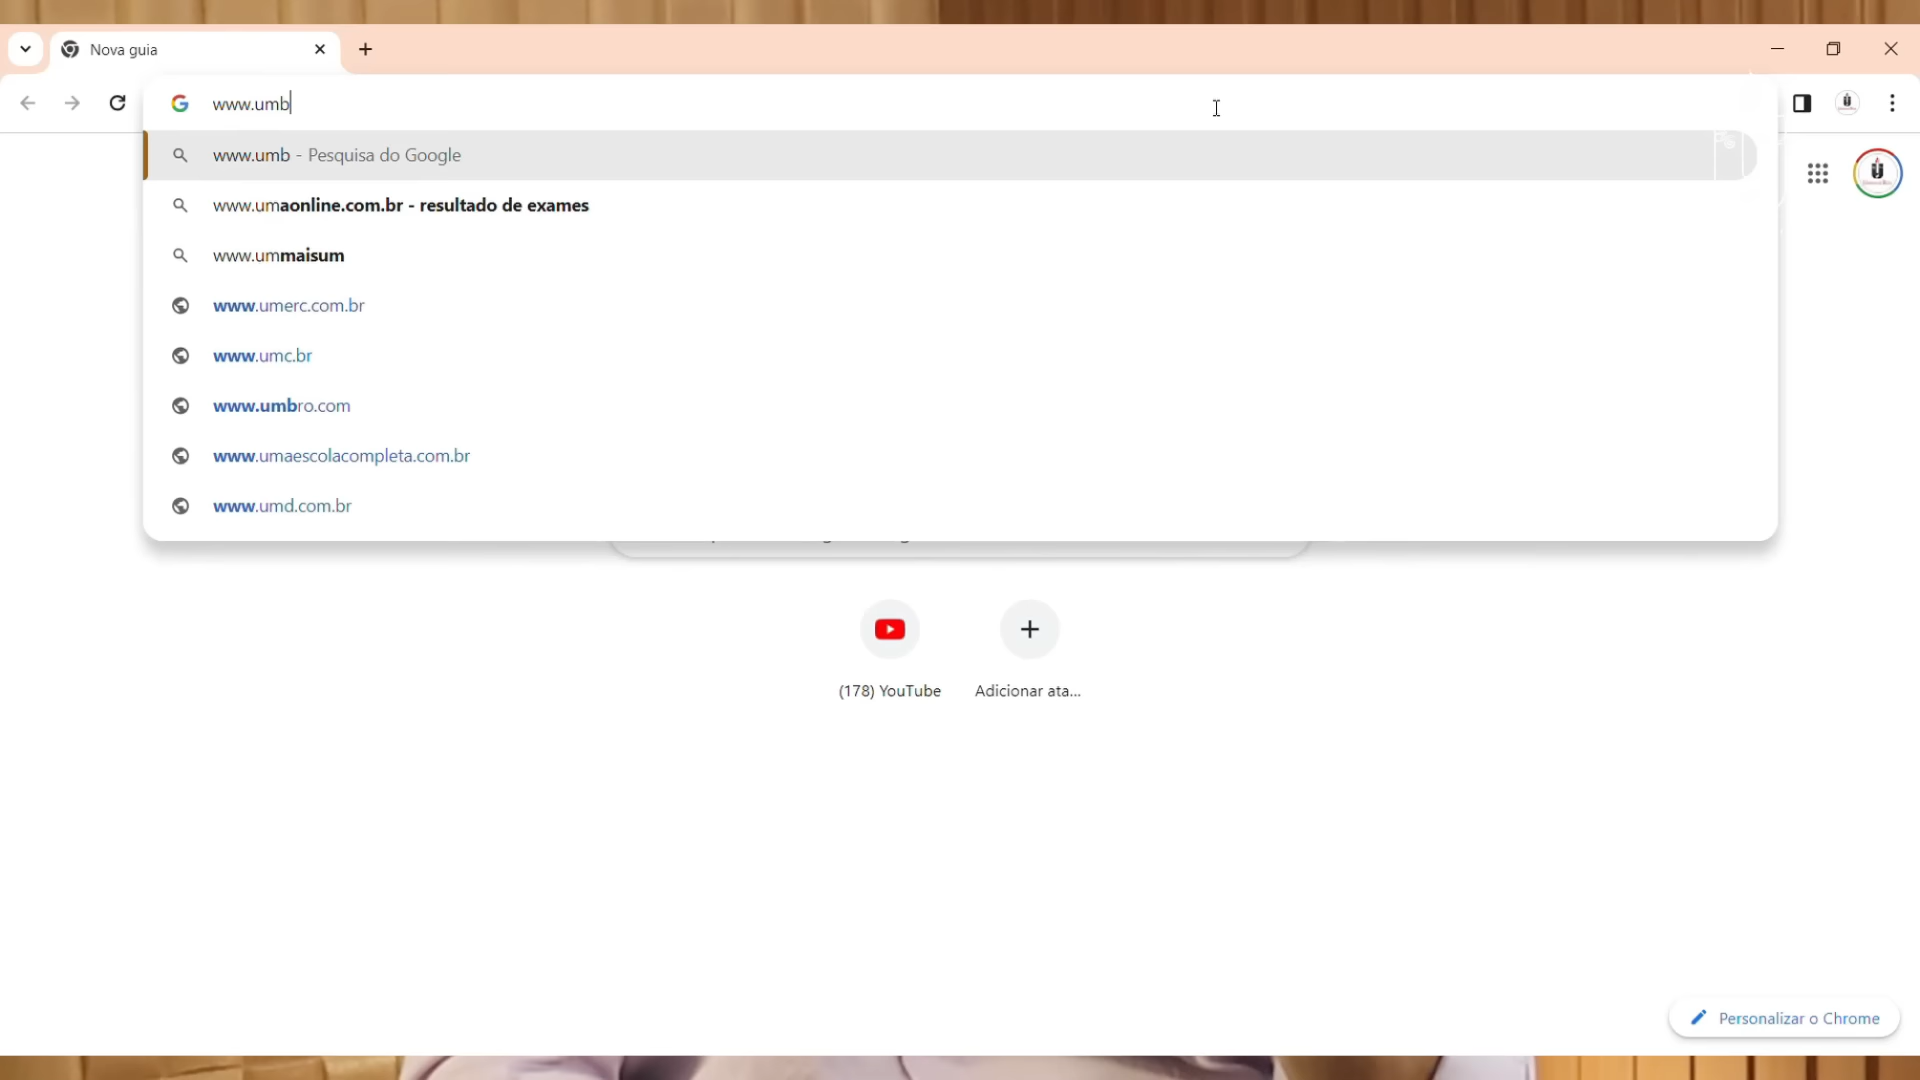 Nova guia
www.umb
www.umb - Pesquisa do Google
www.umaonline.com.br - resultado de exames
www.ummaisum
www.umerc.com.br
www.umc.br
www.umbro.com
www.umaescolacompleta.com.br
www.umd.com.br
(178) YouTube
Adicionar ata...
Personalizar o Chrome